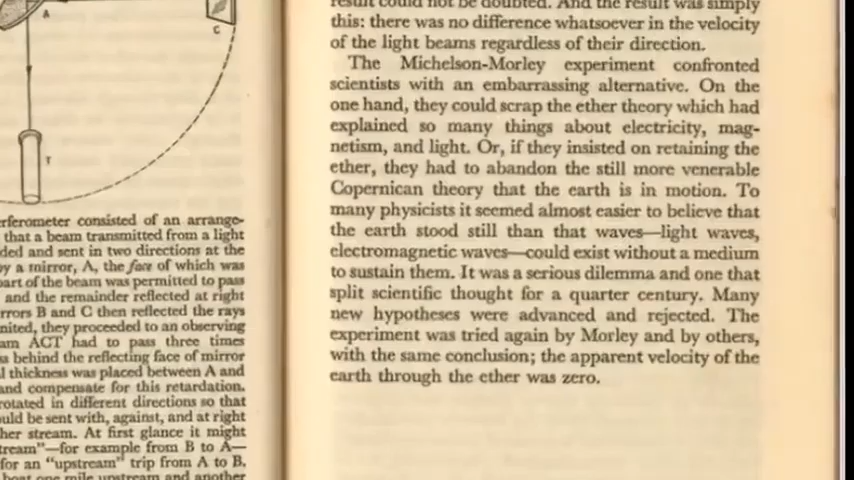 A
C
T
rferometer consisted of an arrange-
that a beam transmitted from a light
ded and sent in two directions at the
by a mirror, A, the face of which was
part of the beam was permitted to pass
and the remainder reflected at right
rrors B and C then reflected the rays
nited, they proceeded to an observing
am ACT had to pass three times
s behind the reflecting face of mirror
l thickness was placed between A and
and compensate for this retardation.
rotated in different directions so that
ould be sent with, against, and at right
her stream. At first glance it might
tream"—for example from B to A—
for an "upstream" trip from A to B.
boat one mile upstream and another
result could not be doubted. And the result was simply
this: there was no difference whatsoever in the velocity
of the light beams regardless of their direction.
The Michelson-Morley experiment confronted
scientists with an embarrassing alternative. On the
one hand, they could scrap the ether theory which had
explained so many things about electricity, mag-
netism, and light. Or, if they insisted on retaining the
ether, they had to abandon the still more venerable
Copernican theory that the earth is in motion. To
many physicists it seemed almost easier to believe that
the earth stood still than that waves—light waves,
electromagnetic waves—could exist without a medium
to sustain them. It was a serious dilemma and one that
split scientific thought for a quarter century. Many
new hypotheses were advanced and rejected. The
experiment was tried again by Morley and by others,
with the same conclusion; the apparent velocity of the
earth through the ether was zero.